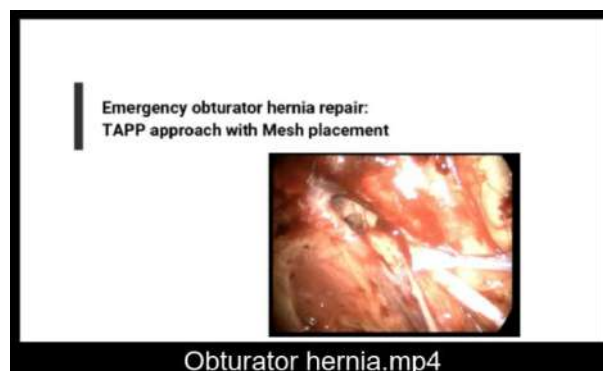 Emergency obturator hernia repair:
TAPP approach with Mesh placement
Obturator hernia.mp4